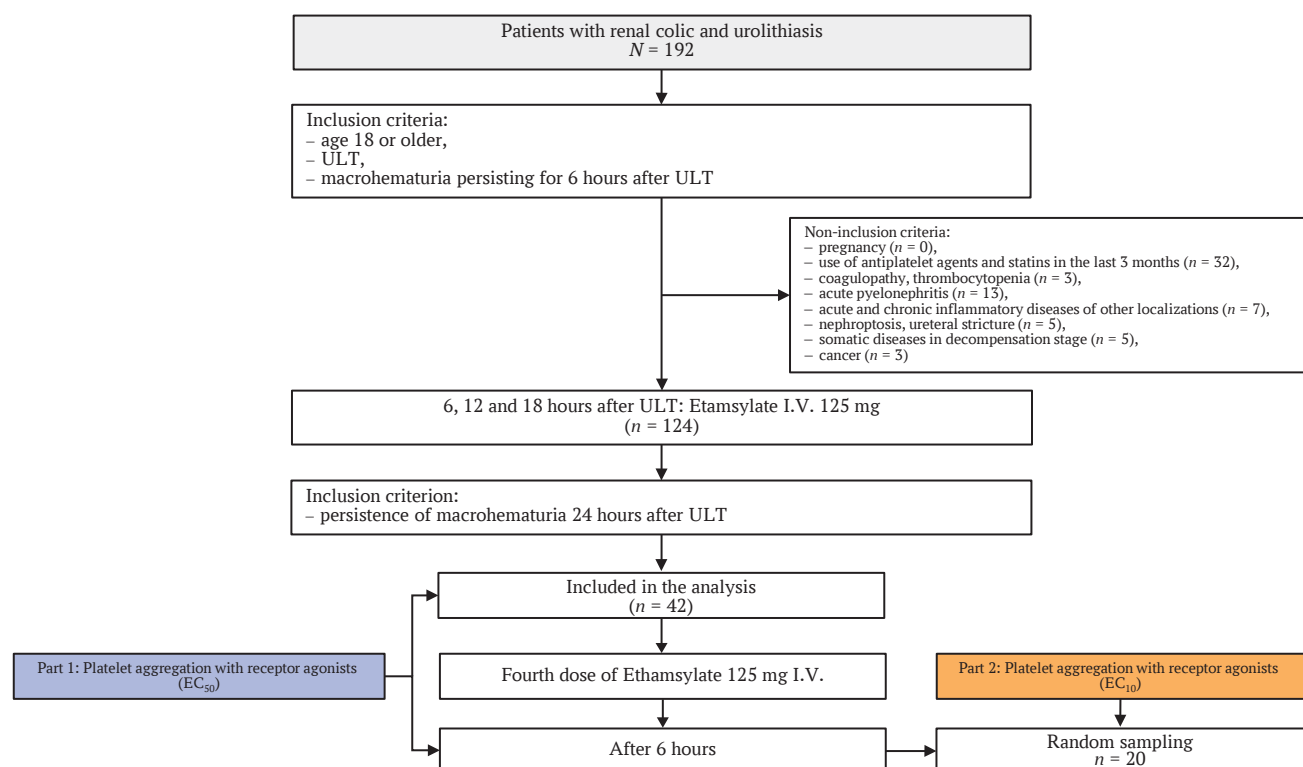 Patients with renal colic and urolithiasis
N = 192
Inclusion criteria:
– age 18 or older,
– ULT,
– macrohematuria persisting for 6 hours after ULT
Non-inclusion criteria:
– pregnancy (n = 0),
– use of antiplatelet agents and statins in the last 3 months (n = 32),
– coagulopathy, thrombocytopenia (n = 3),
– acute pyelonephritis (n = 13),
– acute and chronic inflammatory diseases of other localizations (n = 7),
– nephroptosis, ureteral stricture (n = 5),
– somatic diseases in decompensation stage (n = 5),
– cancer (n = 3)
6, 12 and 18 hours after ULT: Etamsylate I.V. 125 mg
(n = 124)
Inclusion criterion:
– persistence of macrohematuria 24 hours after ULT
Included in the analysis
(n = 42)
Part 1: Platelet aggregation with receptor agonists
(EC₅₀)
Fourth dose of Ethamsylate 125 mg I.V.
Part 2: Platelet aggregation with receptor agonists
(EC₁₀)
After 6 hours
Random sampling
n = 20